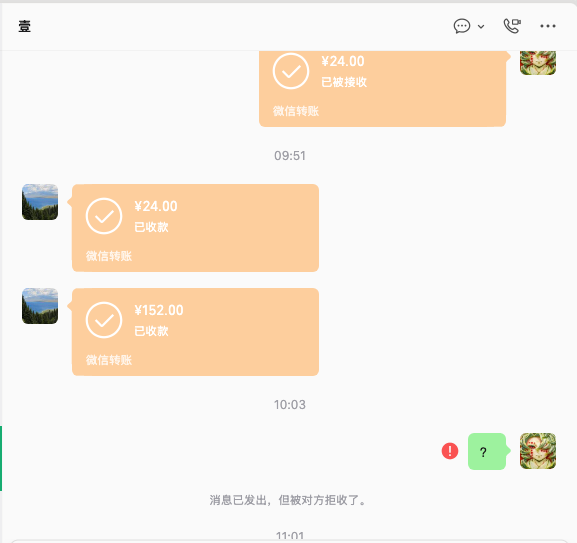 壹
¥24.00
已被接收
微信转账
09:51
¥24.00
已收款
微信转账
¥152.00
已收款
微信转账
10:03
?
消息已发出，但被对方拒收了。
11:01